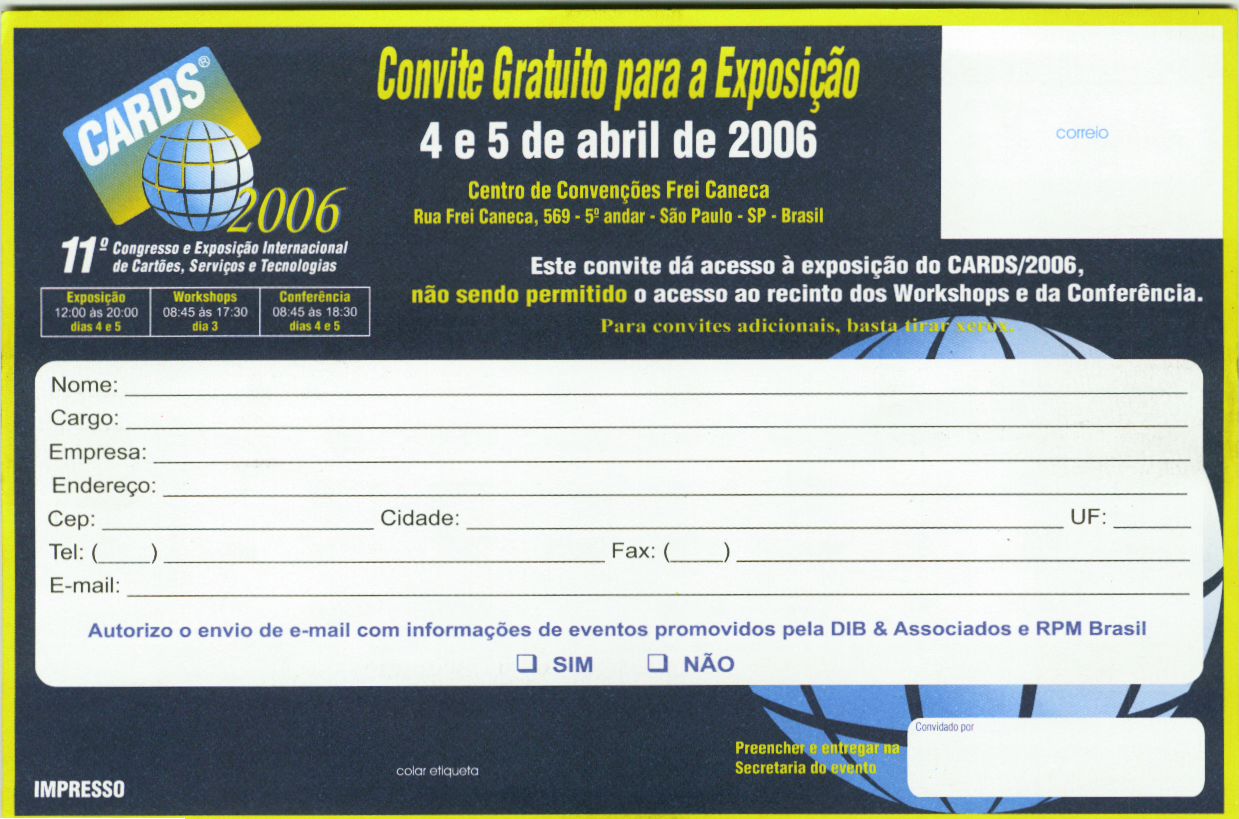 CARDS®
2006
11º Congresso e Exposição Internacional
de Cartões, Serviços e Tecnologias
Exposição
12:00 às 20:00
dias 4 e 5
Workshops
08:45 às 17:30
dia 3
Conferência
08:45 às 18:30
dias 4 e 5
Convite Gratuito para a Exposição
4 e 5 de abril de 2006
Centro de Convenções Frei Caneca
Rua Frei Caneca, 569 - 5º andar - São Paulo - SP - Brasil
correio
Este convite dá acesso à exposição do CARDS/2006,
não sendo permitido o acesso ao recinto dos Workshops e da Conferência.
Para convites adicionais, basta tirar xerox.
Nome:
Cargo:
Empresa:
Endereço:
Cep: Cidade: UF:
Tel: ( ) Fax: ( )
E-mail:
Autorizo o envio de e-mail com informações de eventos promovidos pela DIB & Associados e RPM Brasil
❑ SIM ❑ NÃO
Convidado por
Preencher e entregar na
Secretaria do evento
colar etiqueta
IMPRESSO